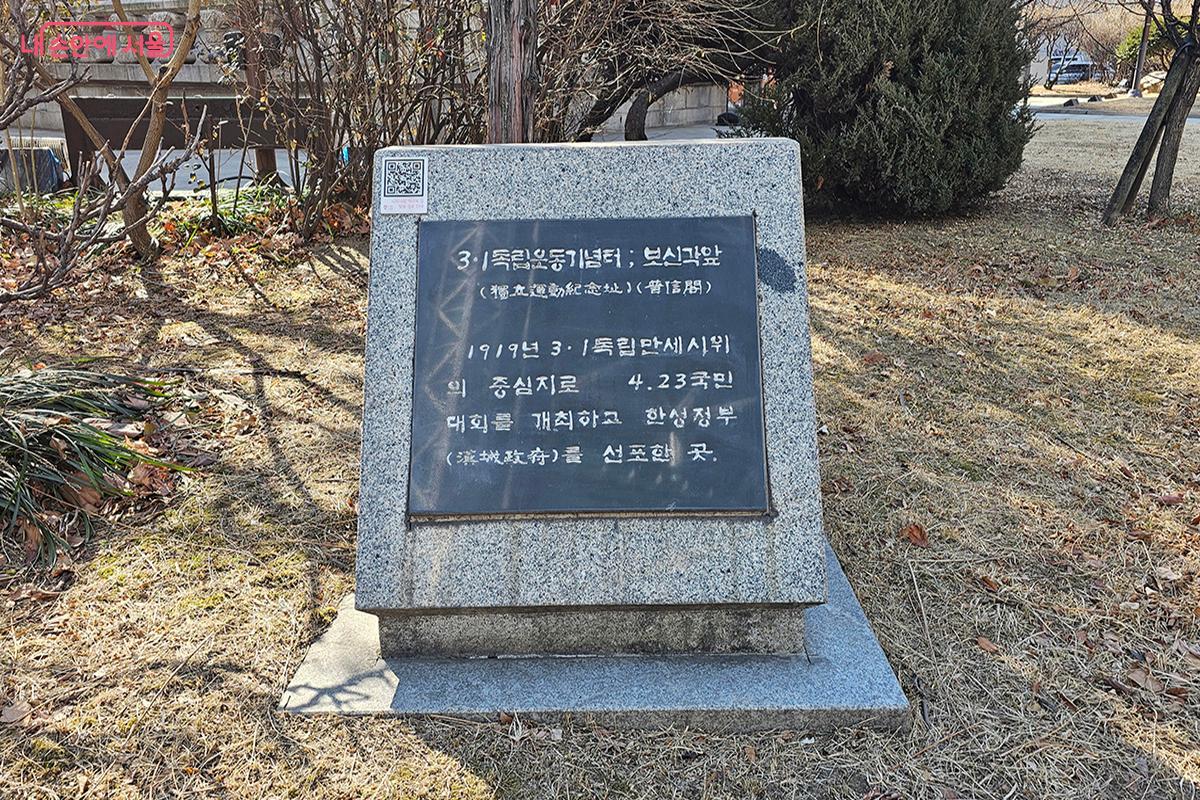 내 손안에 서울
3·1독립운동기념터; 보신각앞
(獨立運動紀念址)(普信閣)
1919년 3·1독립만세시위
의 중심지로 4.23국민
대회를 개최하고 한성정부
(漢城政府)를 선포한 곳.